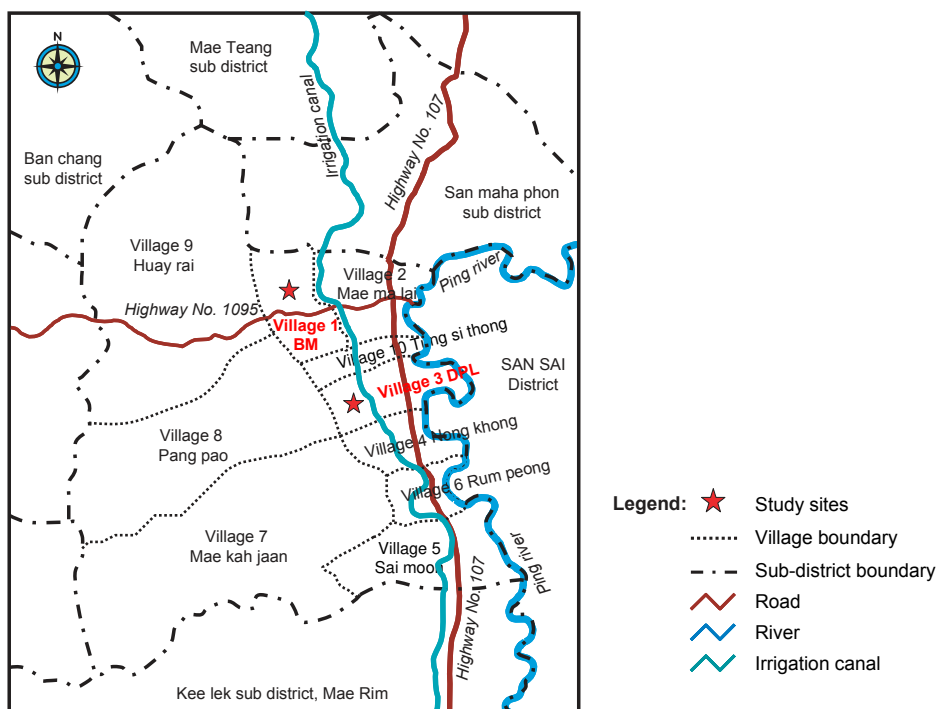 N
Mae Teang
sub district
Irrigation canal
Highway No. 107
Ban chang
sub district
San maha phon
sub district
Village 9
Huay rai
Village 2
Mae ma lai
Ping river
Highway No. 1095
Village 1
BM
Village 10 Tung si thong
SAN SAI
District
Village 3 DPL
Village 8
Pang pao
Village 4 Nong khong
Village 6 Rum peong
Village 7
Mae kah jaan
Village 5
Sai moon
Ping river
Highway No.107
Kee lek sub district, Mae Rim
Legend:
Study sites
Village boundary
Sub-district boundary
Road
River
Irrigation canal